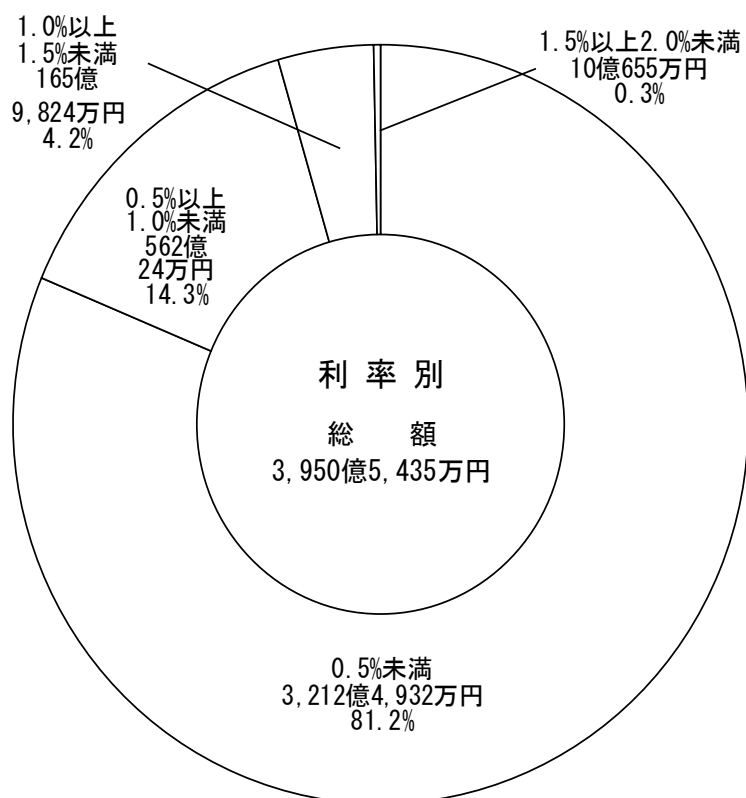 1.0%以上
1.5%未満
165億
9,824万円
4.2%
1.5%以上2.0%未満
10億655万円
0.3%
0.5%以上
1.0%未満
562億
24万円
14.3%
利率別
総額
3,950億5,435万円
0.5%未満
3,212億4,932万円
81.2%